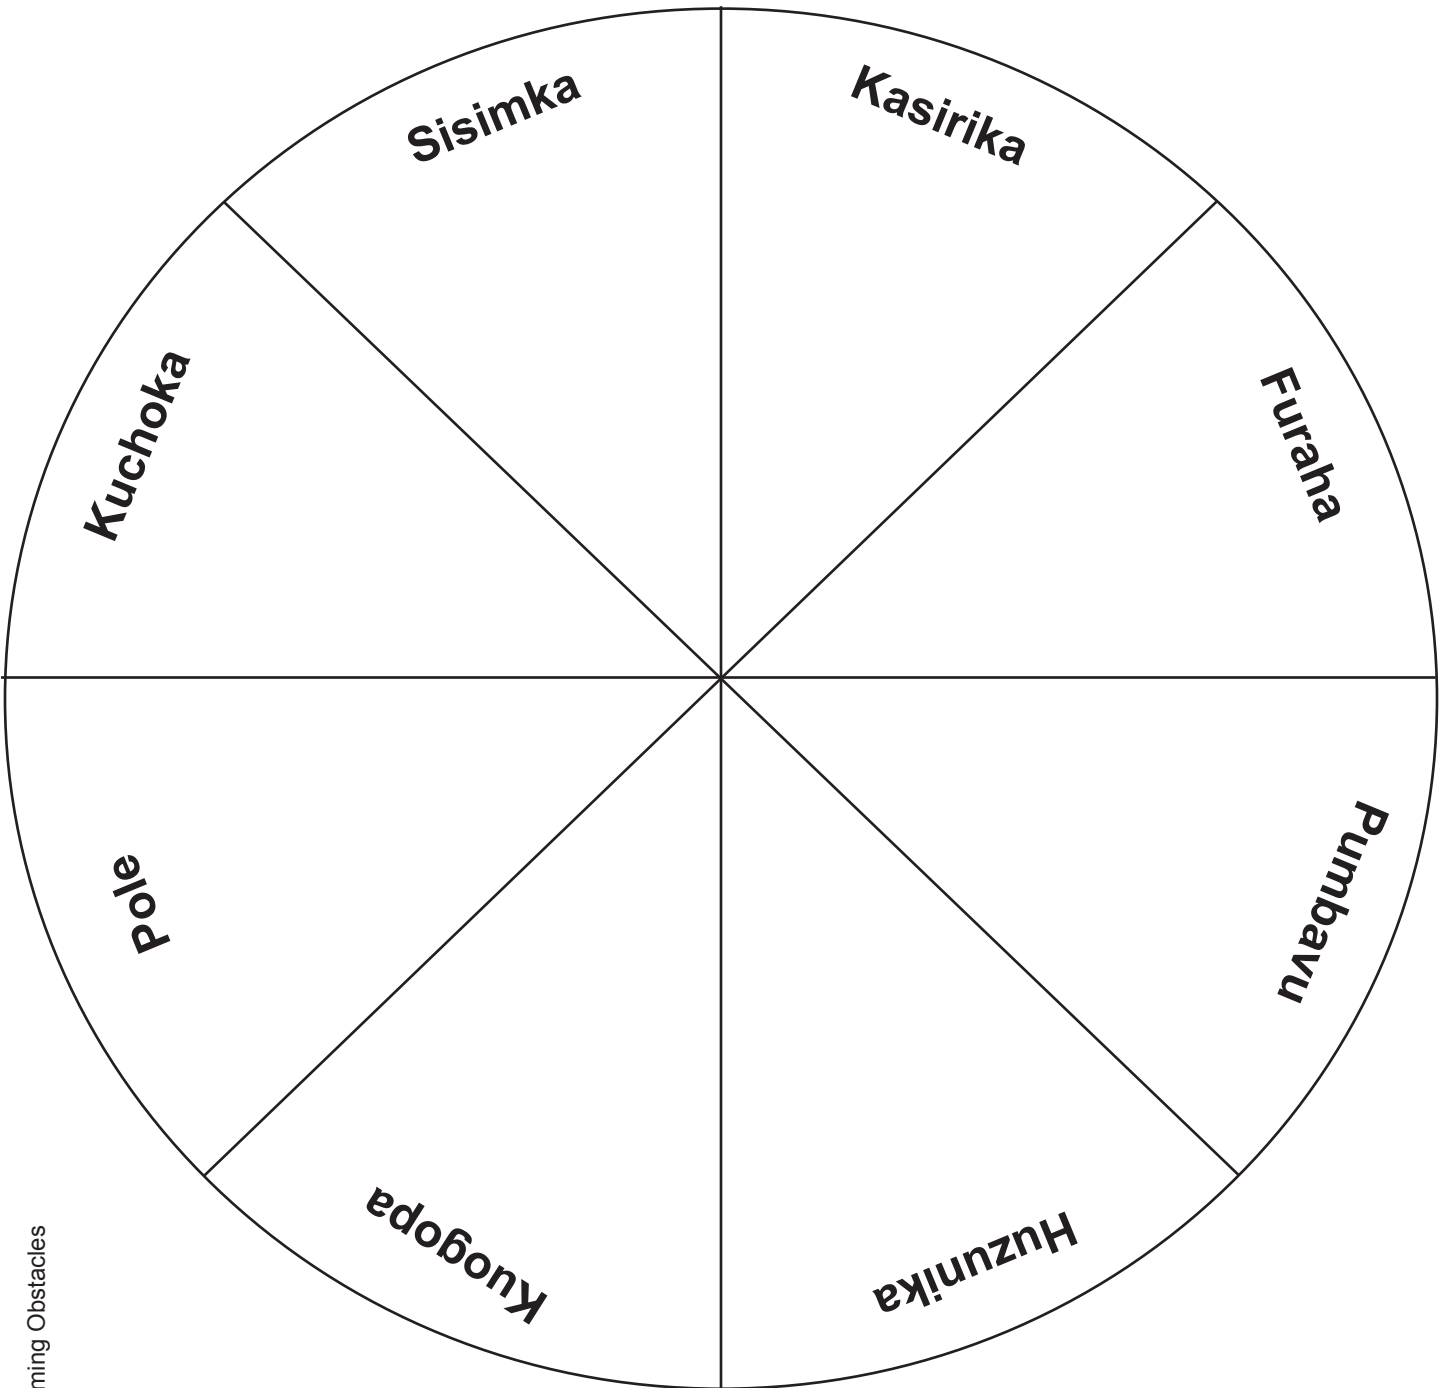 Kasirika
Furaha
Pumbavu
Huzunika
Kuogopa
Pole
Kuchoka
Sisimka
ming Obstacles